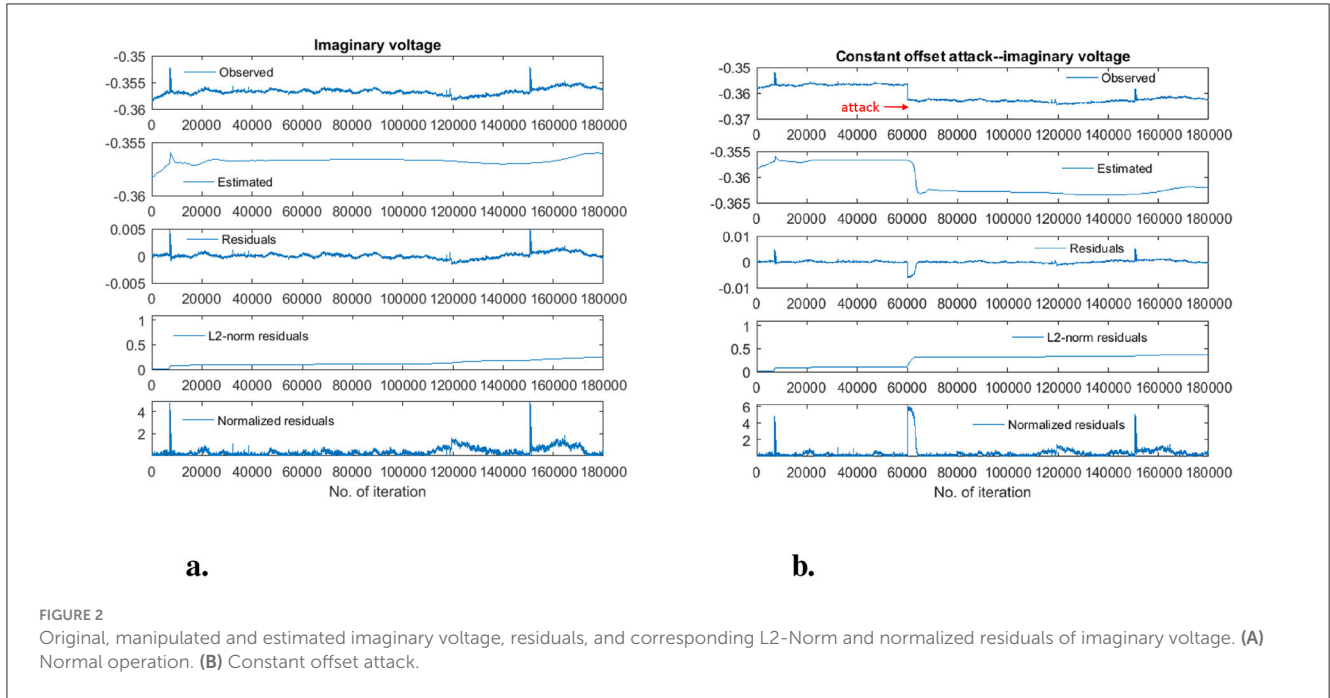 Imaginary voltage
-0.35
-0.355
-0.36
Observed
0 20000 40000 60000 80000 100000 120000 140000 160000 180000
-0.355
-0.36
Estimated
0 20000 40000 60000 80000 100000 120000 140000 160000 180000
0.005
0
-0.005
Residuals
0 20000 40000 60000 80000 100000 120000 140000 160000 180000
1
0.5
0
L2-norm residuals
0 20000 40000 60000 80000 100000 120000 140000 160000 180000
4
2
Normalized residuals
0 20000 40000 60000 80000 100000 120000 140000 160000 180000
No. of iteration
a.
Constant offset attack--imaginary voltage
-0.35
-0.36
-0.37
Observed
attack
0 20000 40000 60000 80000 100000 120000 140000 160000 180000
-0.355
-0.36
-0.365
Estimated
0 20000 40000 60000 80000 100000 120000 140000 160000 180000
0.01
0
-0.01
Residuals
0 20000 40000 60000 80000 100000 120000 140000 160000 180000
1
0.5
0
L2-norm residuals
0 20000 40000 60000 80000 100000 120000 140000 160000 180000
6
4
2
Normalized residuals
0 20000 40000 60000 80000 100000 120000 140000 160000 180000
No. of iteration
b.
FIGURE 2
Original, manipulated and estimated imaginary voltage, residuals, and corresponding L2-Norm and normalized residuals of imaginary voltage. (A)
Normal operation. (B) Constant offset attack.